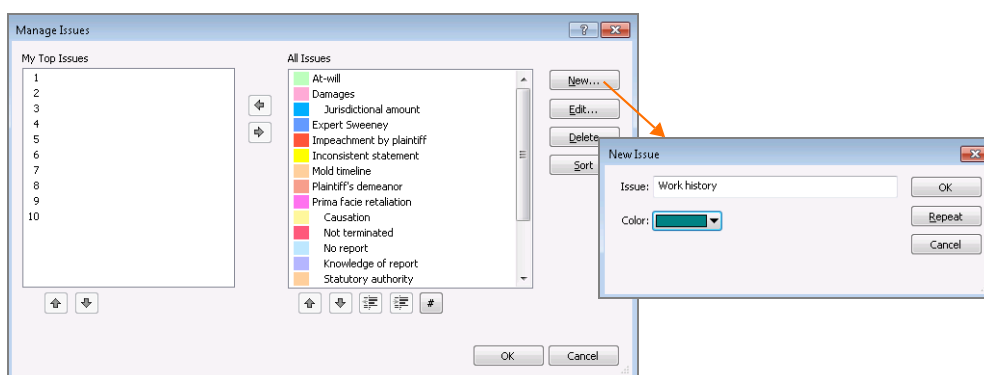 Manage Issues
My Top Issues
1
2
3
4
5
6
7
8
9
10
All Issues
At-will
Damages
Jurisdictional amount
Expert Sweeney
Impeachment by plaintiff
Inconsistent statement
Mold timeline
Plaintiff's demeanor
Prima facie retaliation
Causation
Not terminated
No report
Knowledge of report
Statutory authority
#
New...
Edit...
Delete
Sort
OK
Cancel
New Issue
Issue: Work history
Color:
OK
Repeat
Cancel